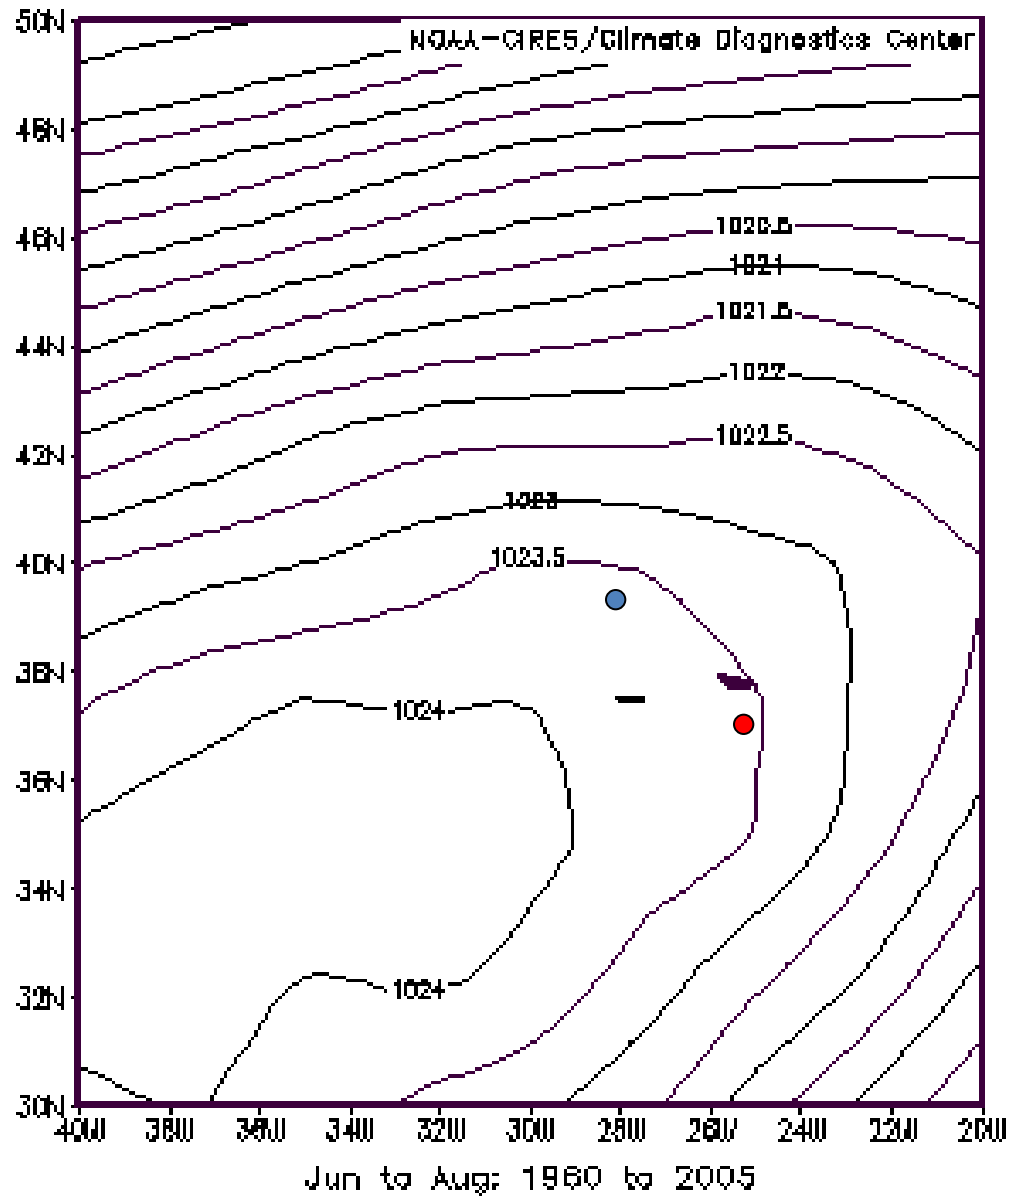 50N
NOAA-CIRES/Climate Diagnostics Center
48N
46N
1020.5
1021
44N
1021.5
1022
42N
1022.5
1023
40N
1023.5
38N
1024
36N
34N
32N
1024
30N
40W 38W 36W 34W 32W 30W 28W 26W 24W 22W 20W
Jun to Aug: 1960 to 2005